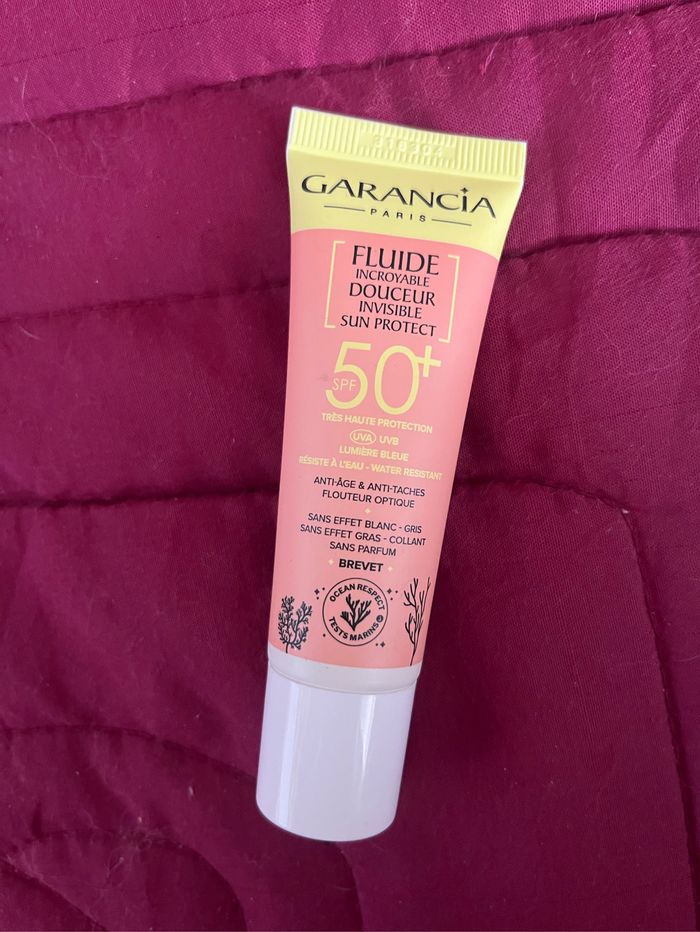 GARANCIA
PARIS
FLUIDE
INCROYABLE
DOUCEUR
INVISIBLE
SUN PROTECT
SPF 50+
TRÈS HAUTE PROTECTION
UVA UVB
LUMIÈRE BLEUE
RÉSISTE À L'EAU - WATER RESISTANT
ANTI-ÂGE & ANTI-TACHES
FLOUTEUR OPTIQUE
SANS EFFET BLANC - GRIS
SANS EFFET GRAS - COLLANT
SANS PARFUM
BREVET
OCEAN RESPECT
TESTS MARINS